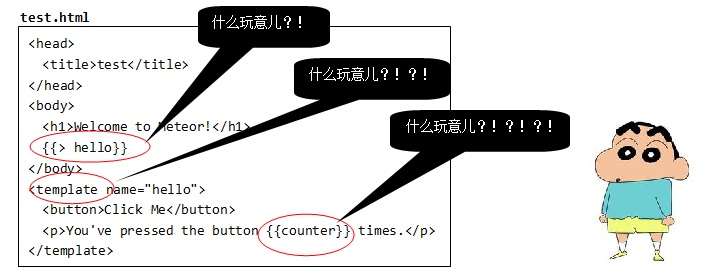 test.html
什么玩意儿？！
<head>
<title>test</title>
什么玩意儿？！？！
</head>
<body>
什么玩意儿？！？！？！
<h1>Welcome to Meteor!</h1>
{{> hello}}
</body>
<template name="hello">
<button>Click Me</button>
<p>You've pressed the button {{counter}} times.</p>
</template>